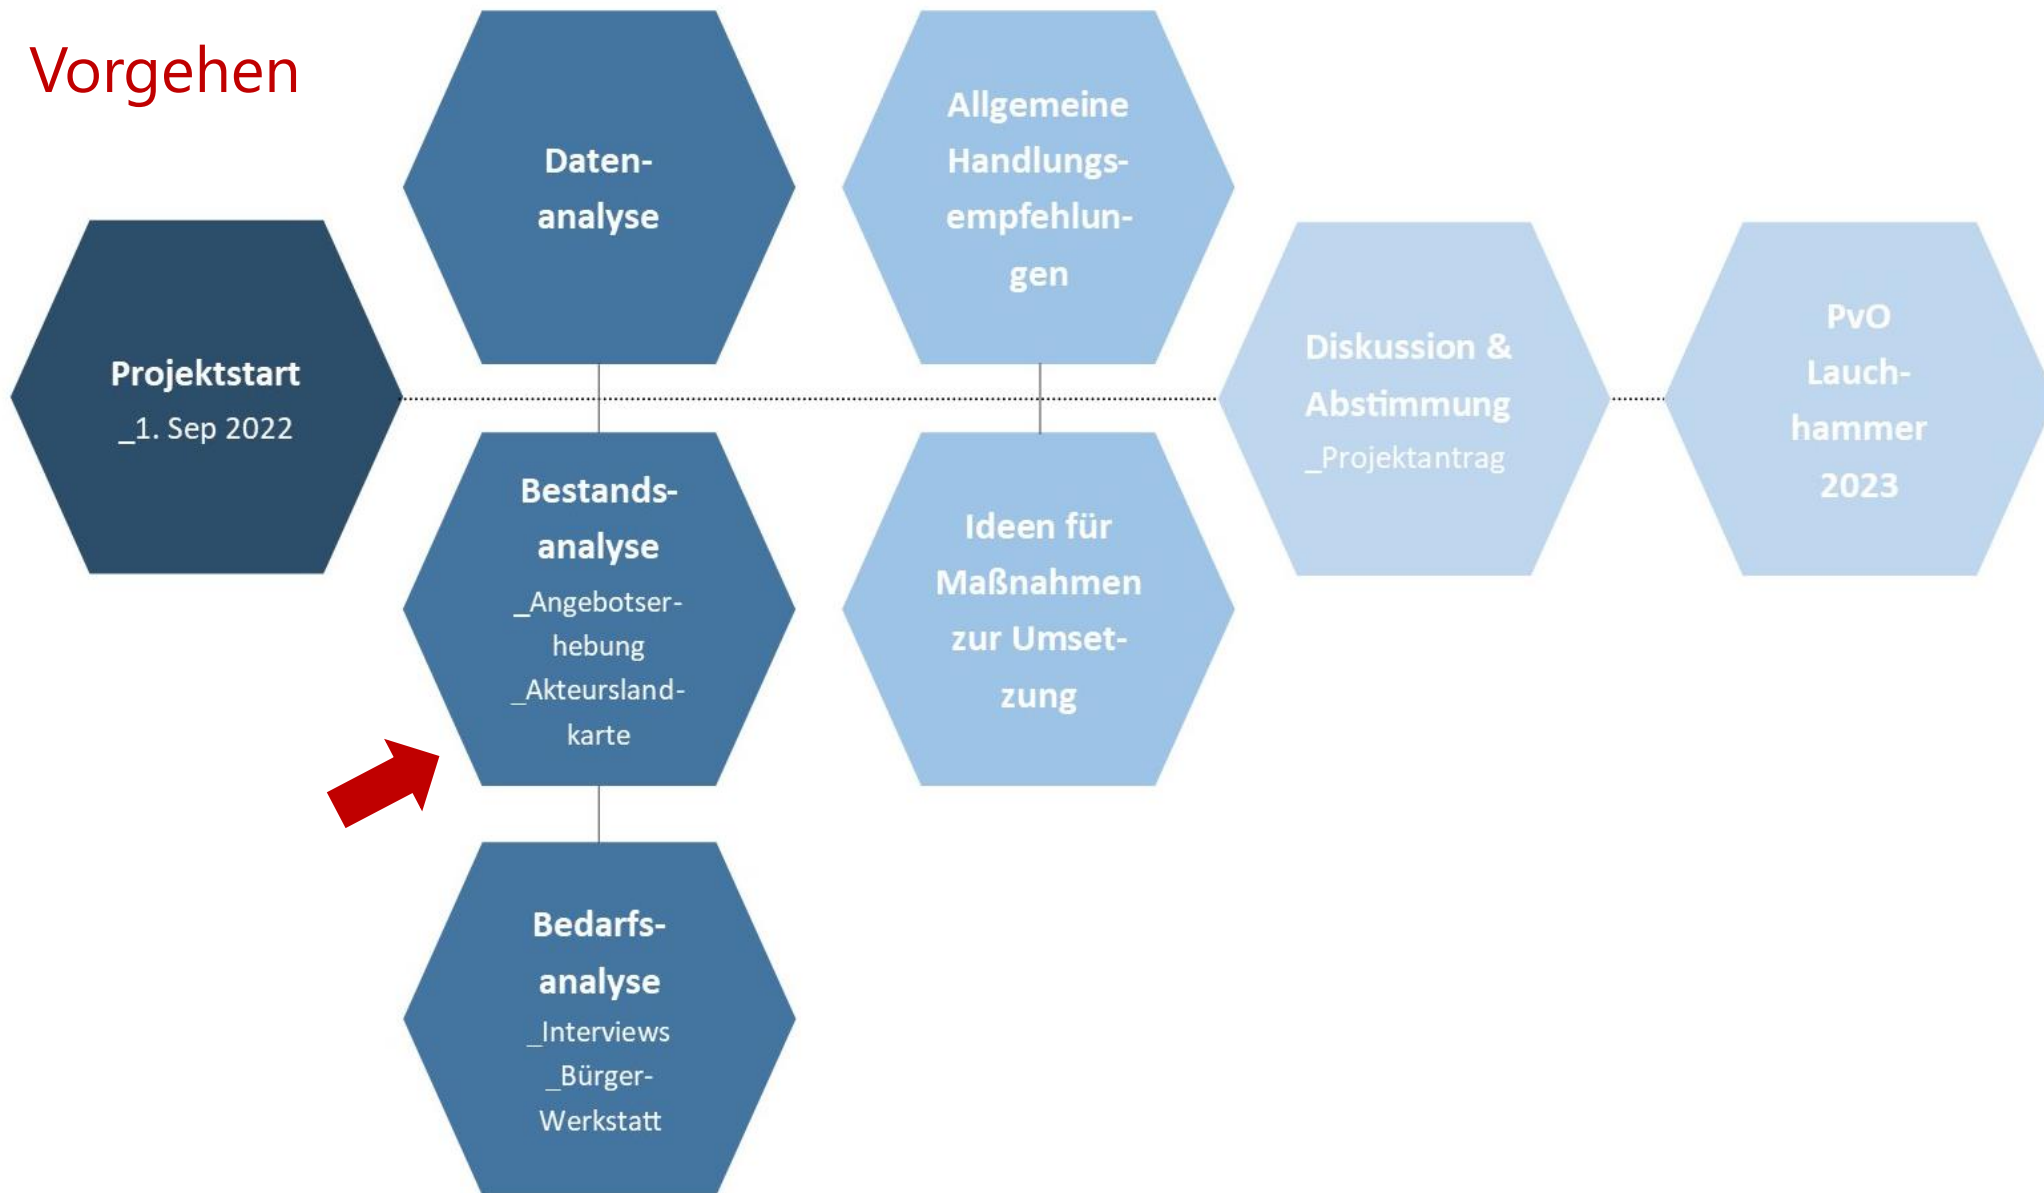 Vorgehen
Projektstart
_1. Sep 2022
Daten-
analyse
Bestands-
analyse
_Angebotser-
hebung
_Akteursland-
karte
Bedarfs-
analyse
_Interviews
_Bürger-
Werkstatt
Allgemeine
Handlungs-
empfehlun-
gen
Ideen für
Maßnahmen
zur Umset-
zung
Diskussion &
Abstimmung
_Projektantrag
PvO
Lauch-
hammer
2023